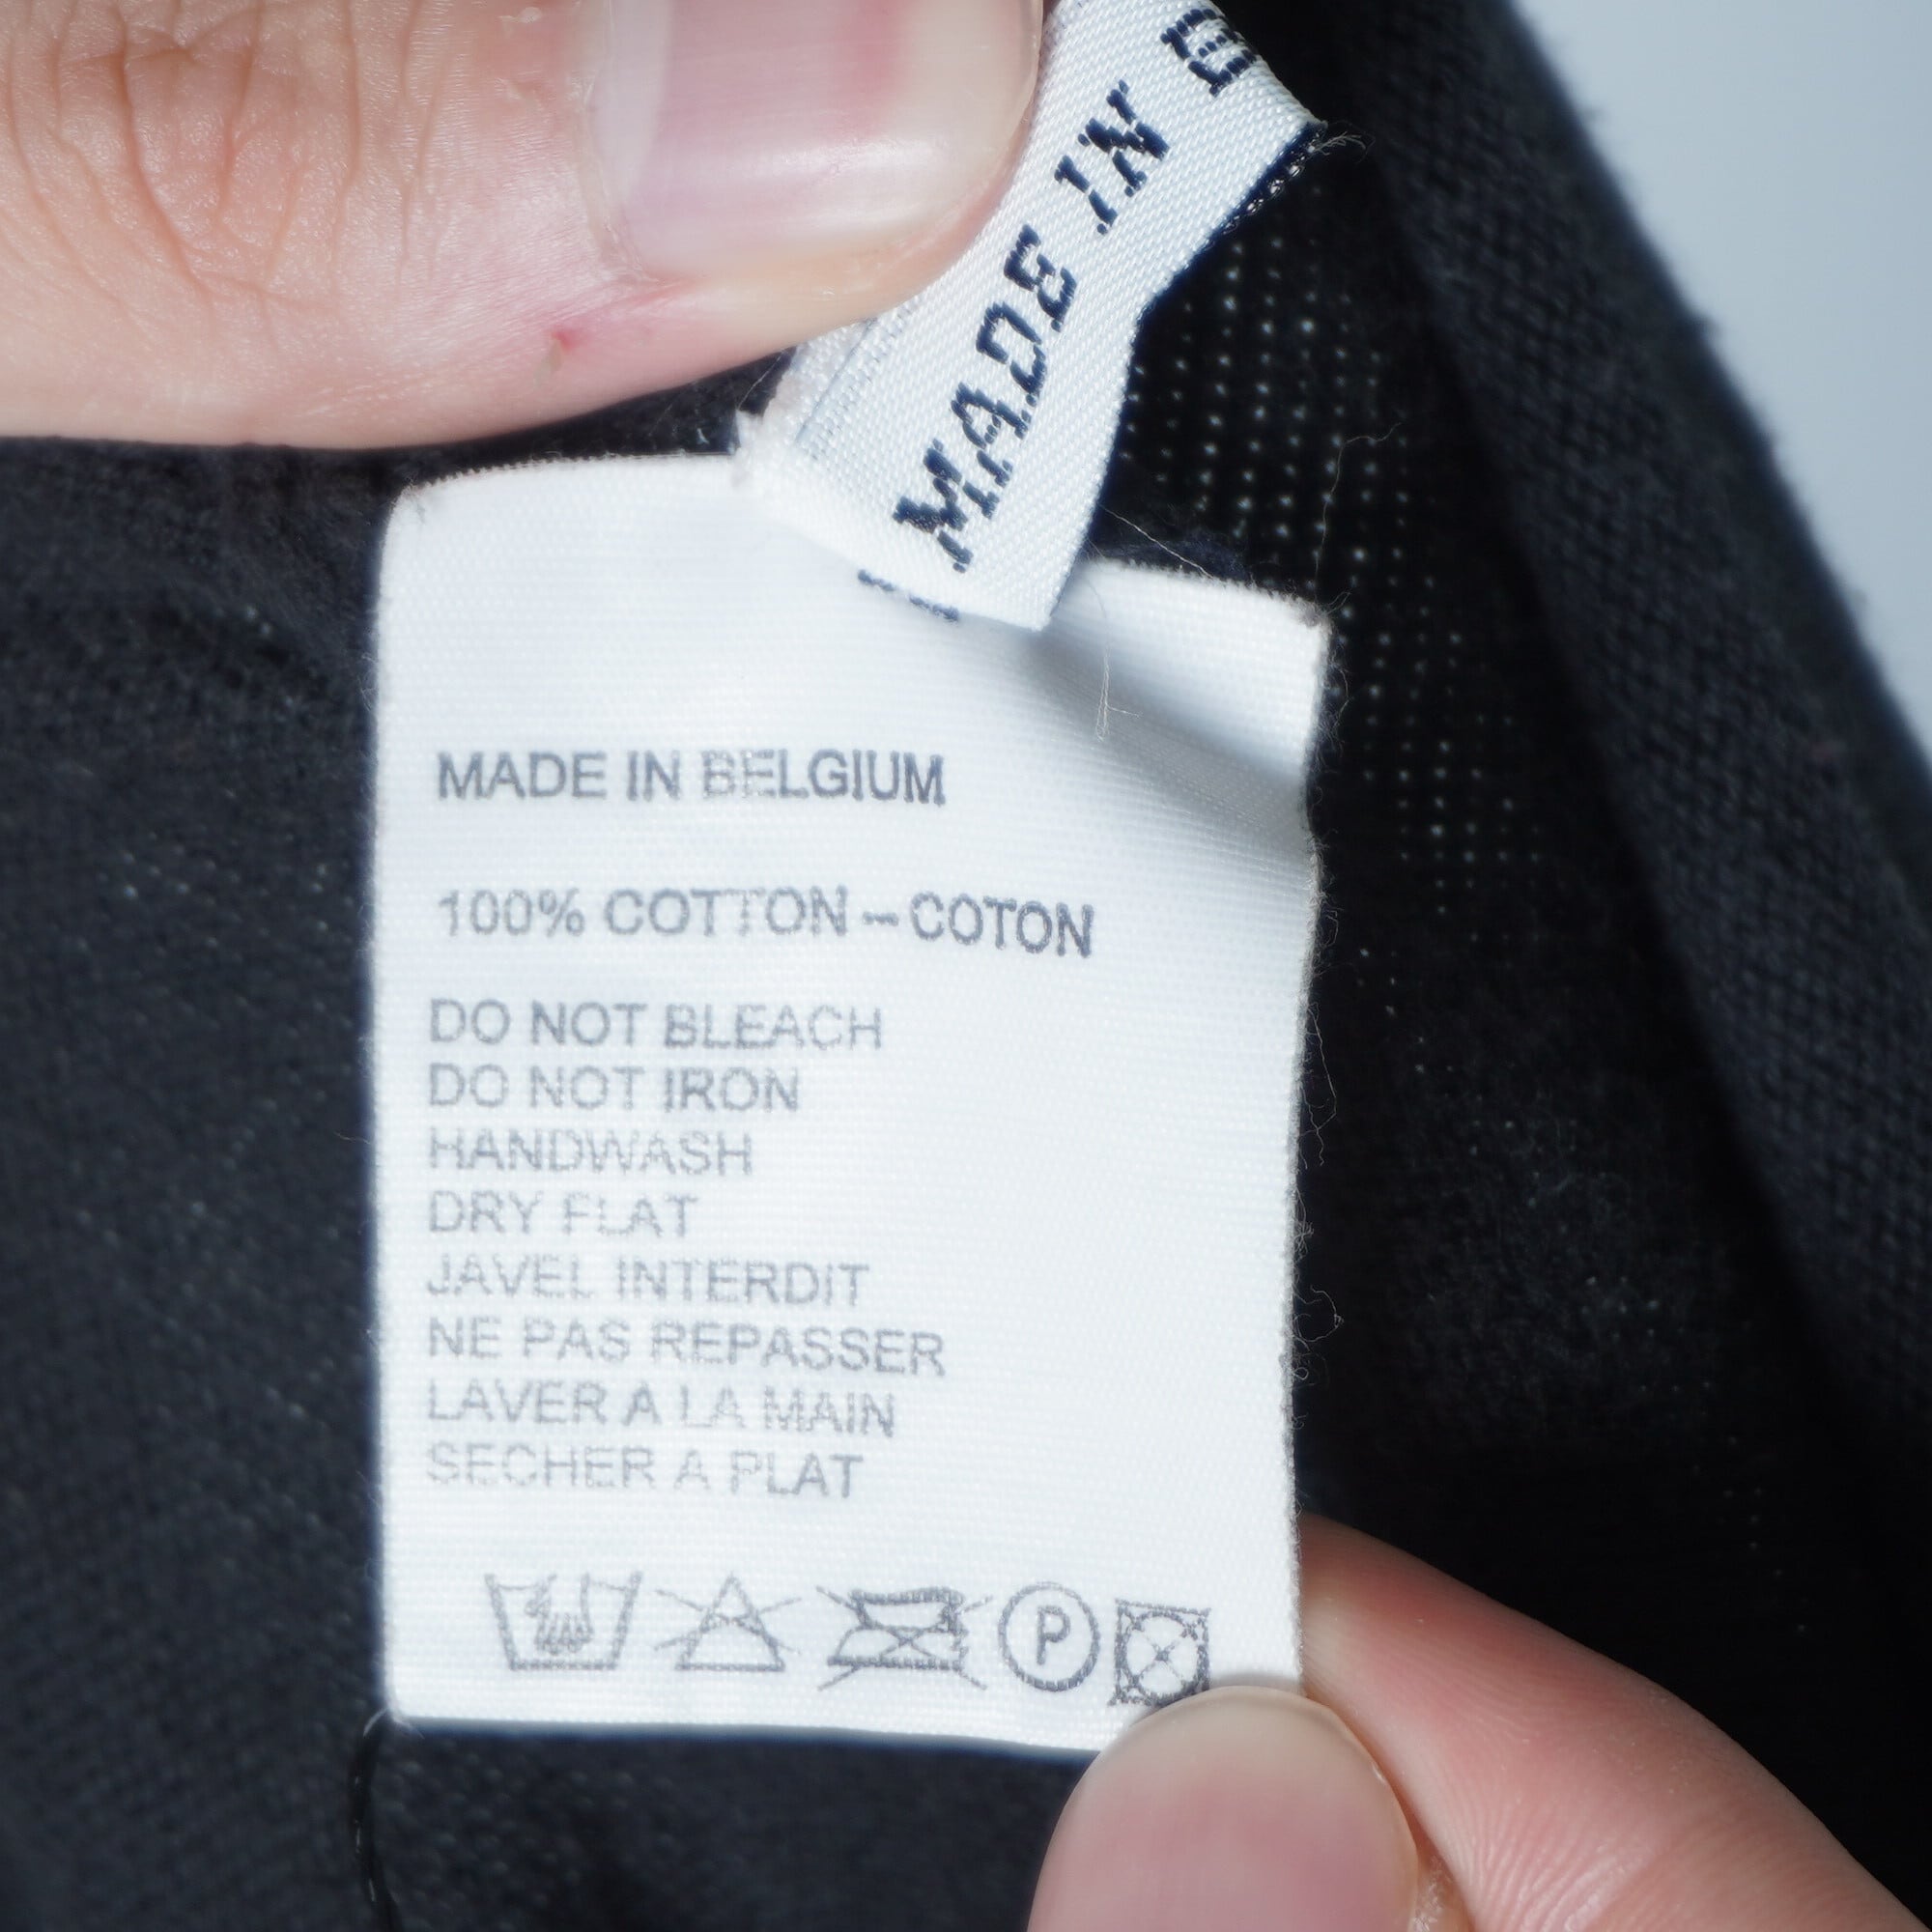 MADE IN
MADE IN BELGIUM
100% COTTON – COTON
DO NOT BLEACH
DO NOT IRON
HANDWASH
DRY FLAT
JAVEL INTERDIT
NE PAS REPASSER
LAVER A LA MAIN
SECHER A PLAT
P